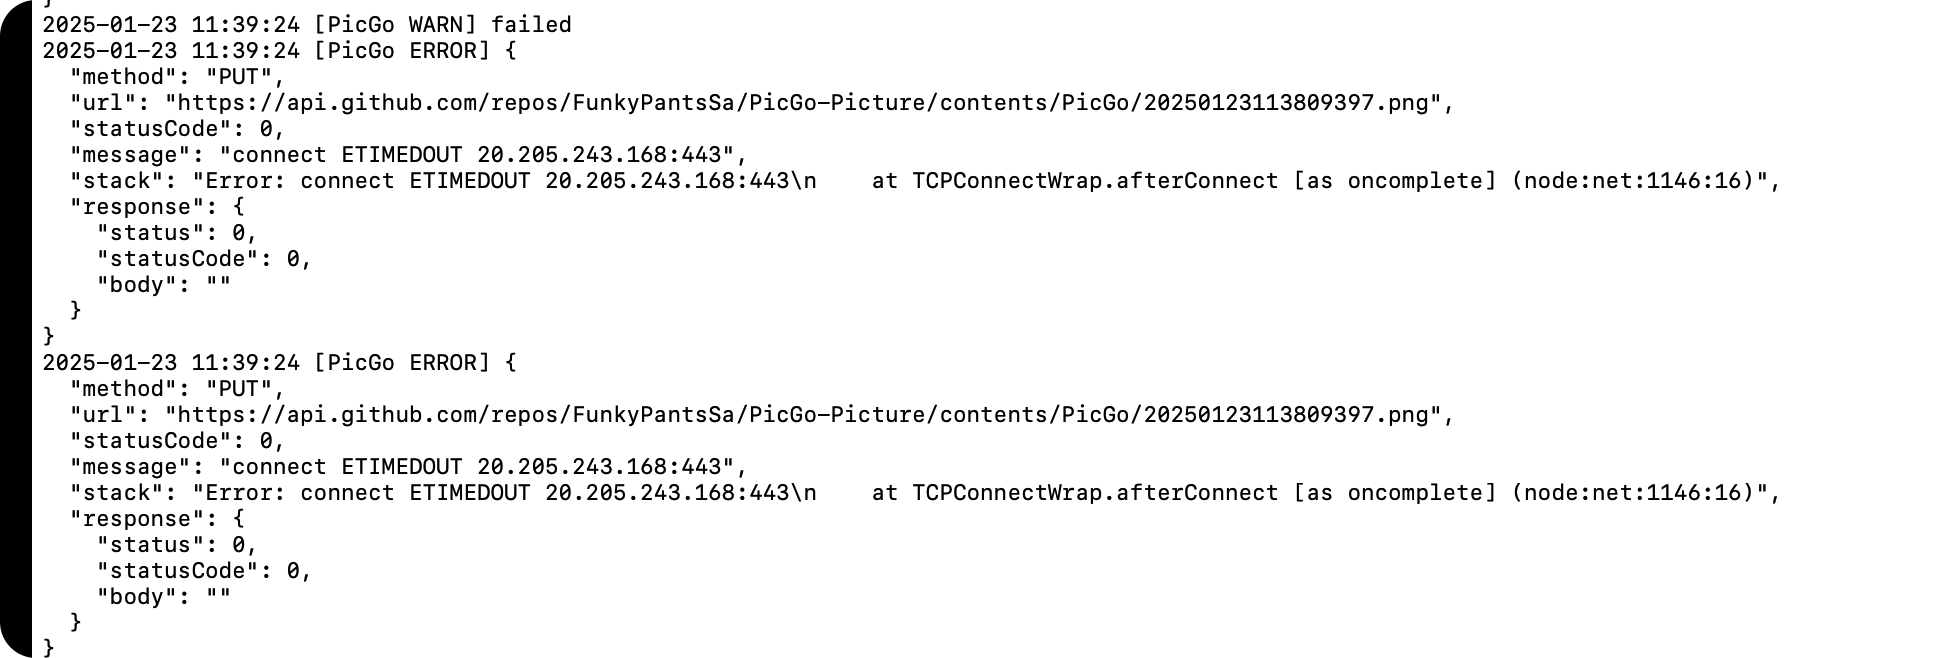 }
2025-01-23 11:39:24 [PicGo WARN] failed
2025-01-23 11:39:24 [PicGo ERROR] {
  "method": "PUT",
  "url": "https://api.github.com/repos/FunkyPantsSa/PicGo-Picture/contents/PicGo/20250123113809397.png",
  "statusCode": 0,
  "message": "connect ETIMEDOUT 20.205.243.168:443",
  "stack": "Error: connect ETIMEDOUT 20.205.243.168:443\n    at TCPConnectWrap.afterConnect [as oncomplete] (node:net:1146:16)",
  "response": {
    "status": 0,
    "statusCode": 0,
    "body": ""
  }
}
2025-01-23 11:39:24 [PicGo ERROR] {
  "method": "PUT",
  "url": "https://api.github.com/repos/FunkyPantsSa/PicGo-Picture/contents/PicGo/20250123113809397.png",
  "statusCode": 0,
  "message": "connect ETIMEDOUT 20.205.243.168:443",
  "stack": "Error: connect ETIMEDOUT 20.205.243.168:443\n    at TCPConnectWrap.afterConnect [as oncomplete] (node:net:1146:16)",
  "response": {
    "status": 0,
    "statusCode": 0,
    "body": ""
  }
}